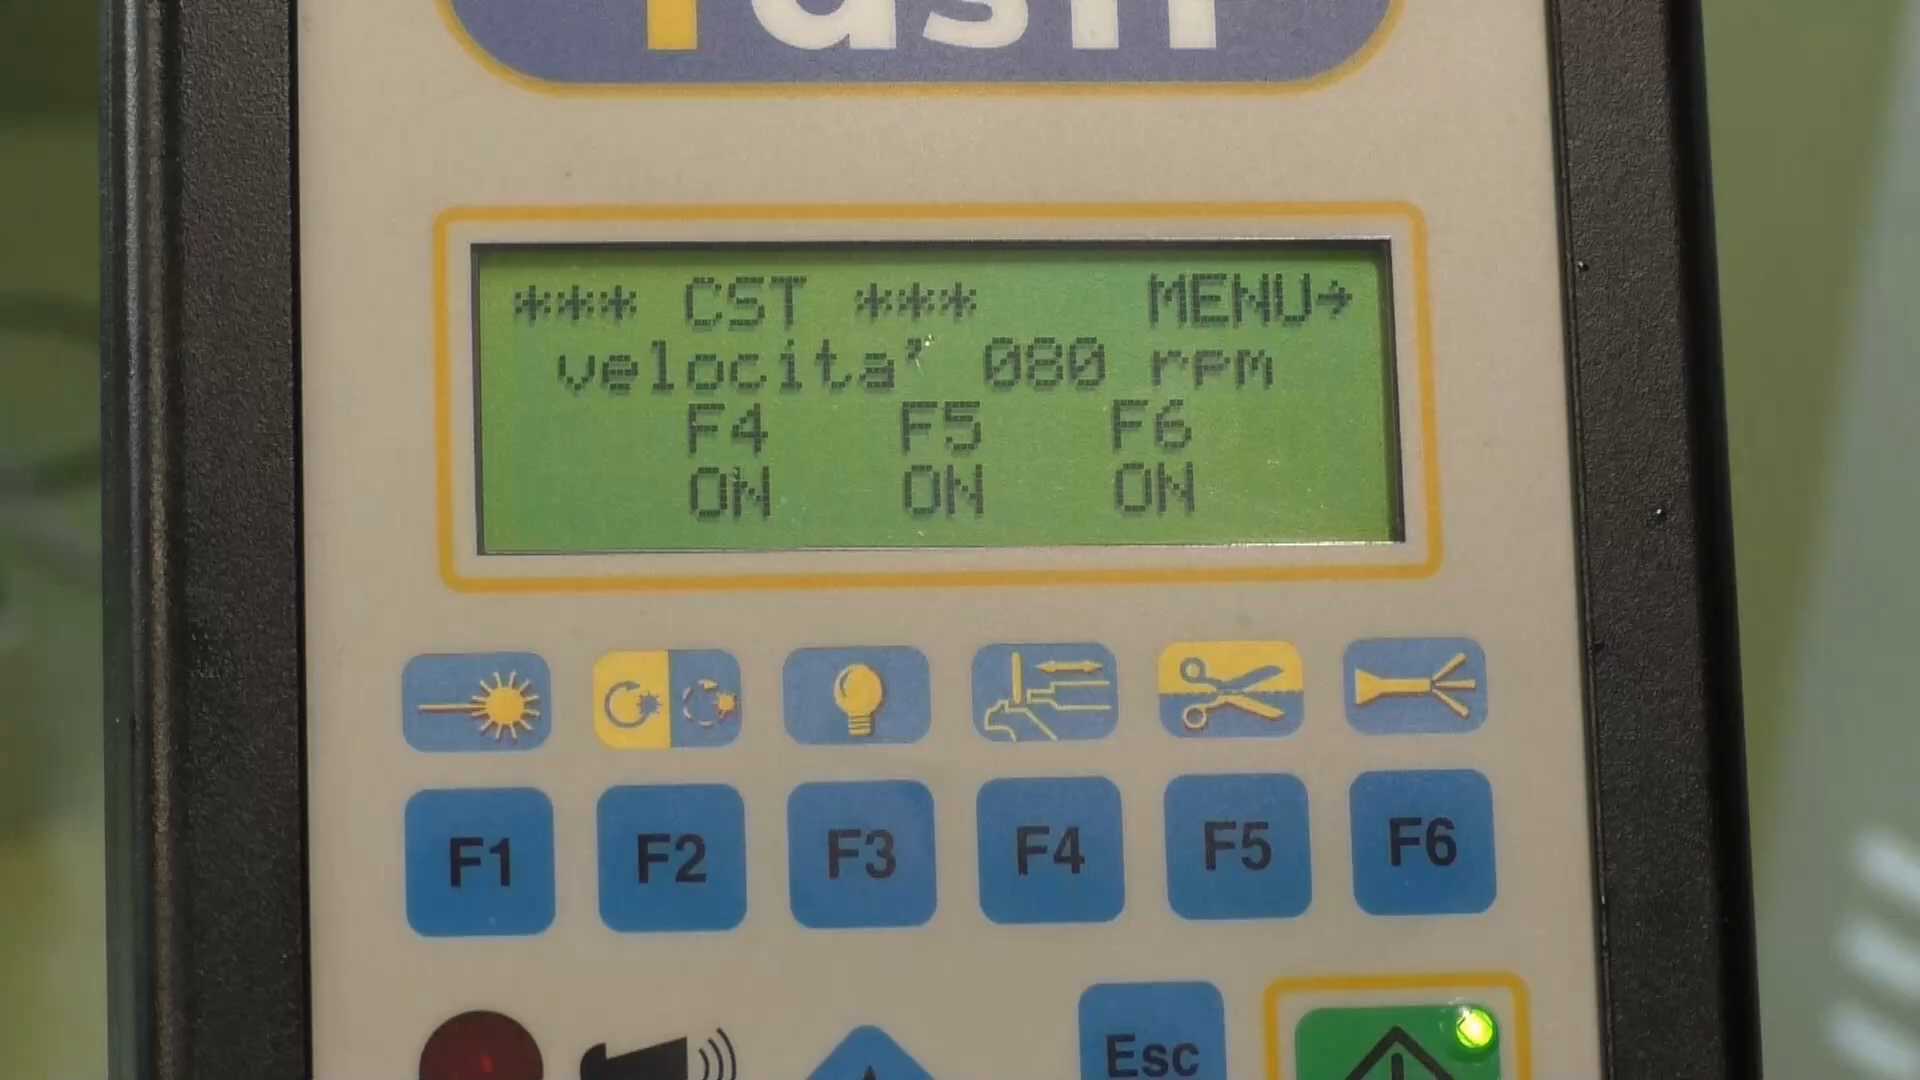 *** CST *** MENU→
velocita' 080 rpm
F4 F5 F6
ON ON ON
F1 F2 F3 F4 F5 F6
Esc